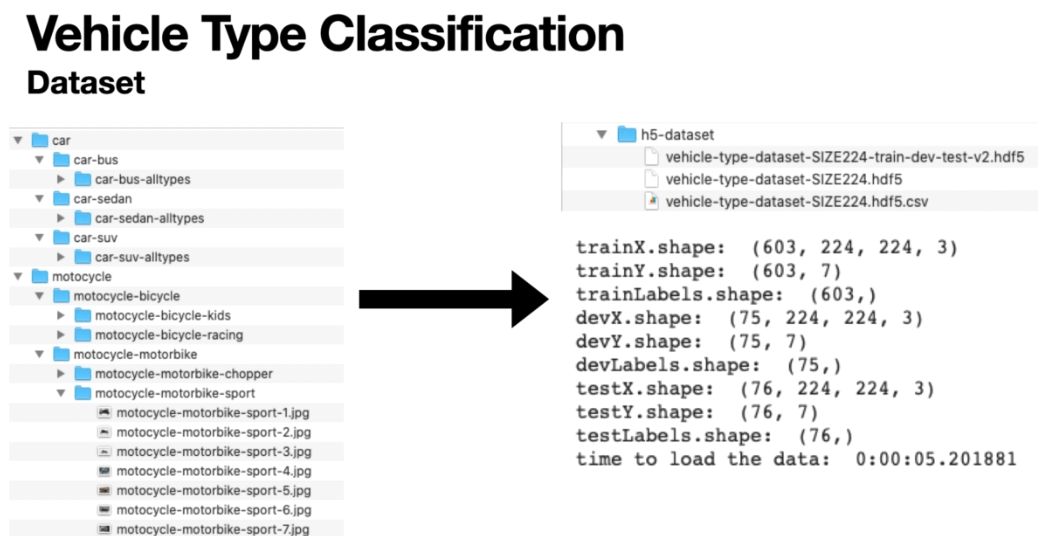 Vehicle Type Classification
Dataset
car
car-bus
car-bus-alltypes
car-sedan
car-sedan-alltypes
car-suv
car-suv-alltypes
motocycle
motocycle-bicycle
motocycle-bicycle-kids
motocycle-bicycle-racing
motocycle-motorbike
motocycle-motorbike-chopper
motocycle-motorbike-sport
motocycle-motorbike-sport-1.jpg
motocycle-motorbike-sport-2.jpg
motocycle-motorbike-sport-3.jpg
motocycle-motorbike-sport-4.jpg
motocycle-motorbike-sport-5.jpg
motocycle-motorbike-sport-6.jpg
motocycle-motorbike-sport-7.jpg
h5-dataset
vehicle-type-dataset-SIZE224-train-dev-test-v2.hdf5
vehicle-type-dataset-SIZE224.hdf5
vehicle-type-dataset-SIZE224.hdf5.csv
trainX.shape:  (603, 224, 224, 3)
trainY.shape:  (603, 7)
trainLabels.shape:  (603,)
devX.shape:  (75, 224, 224, 3)
devY.shape:  (75, 7)
devLabels.shape:  (75,)
testX.shape:  (76, 224, 224, 3)
testY.shape:  (76, 7)
testLabels.shape:  (76,)
time to load the data:  0:00:05.201881